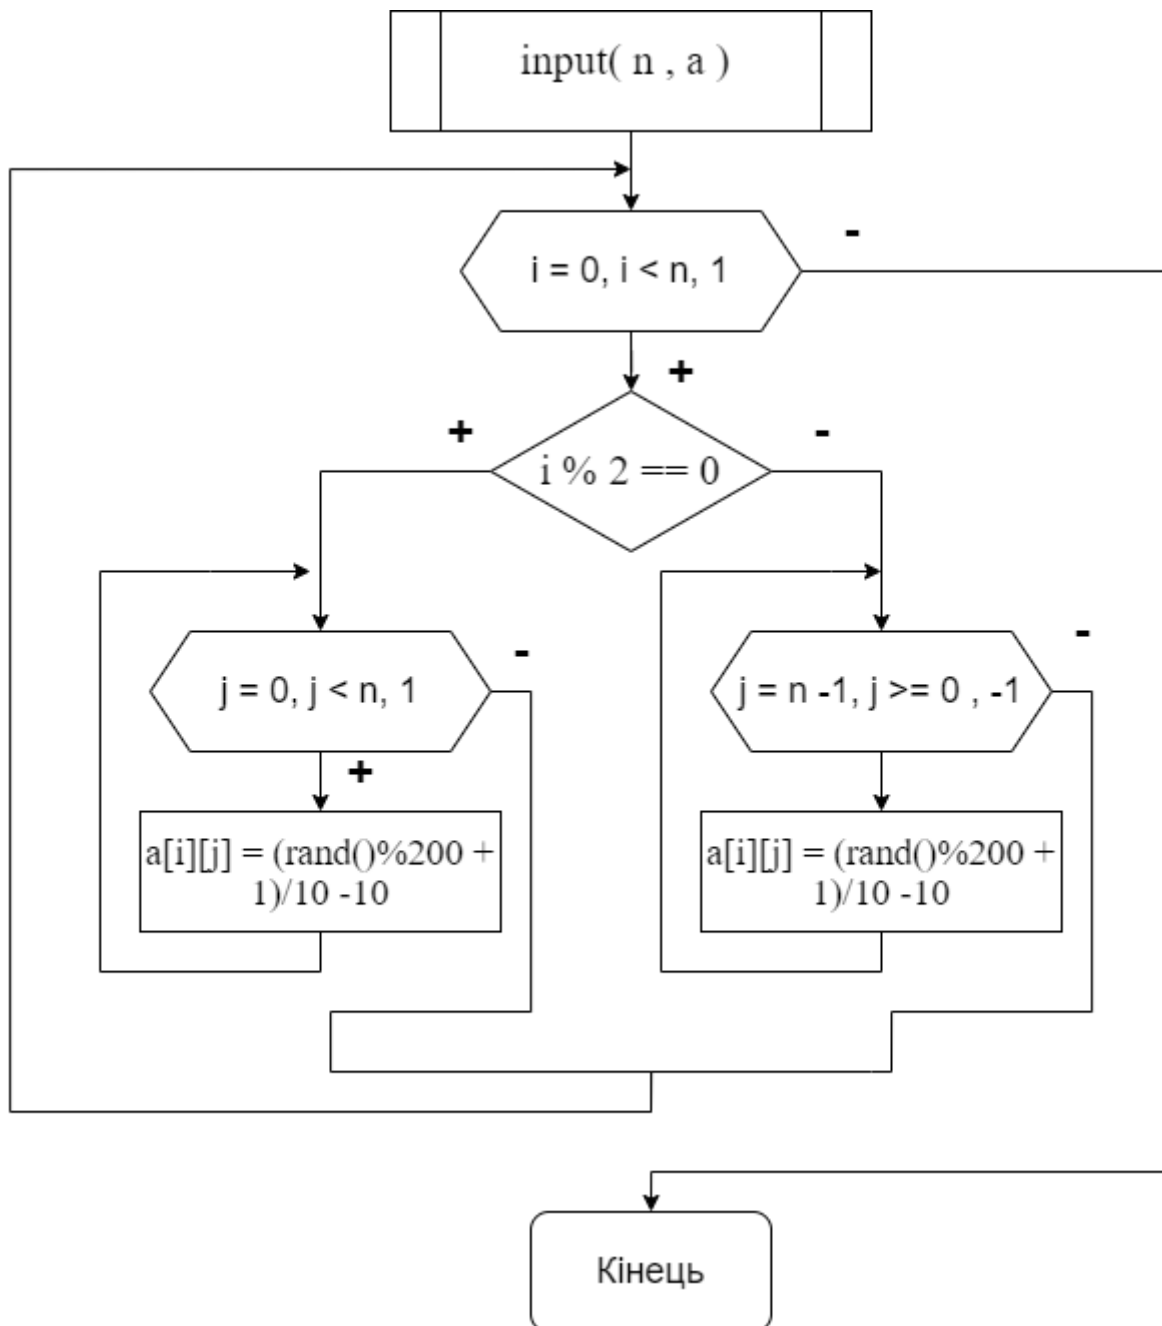 input( n , a )
-
i = 0, i < n, 1
+
+
-
i % 2 == 0
-
-
j = 0, j < n, 1
j = n -1, j >= 0 , -1
+
a[i][j] = (rand()%200 +
1)/10 -10
a[i][j] = (rand()%200 +
1)/10 -10
Кінець